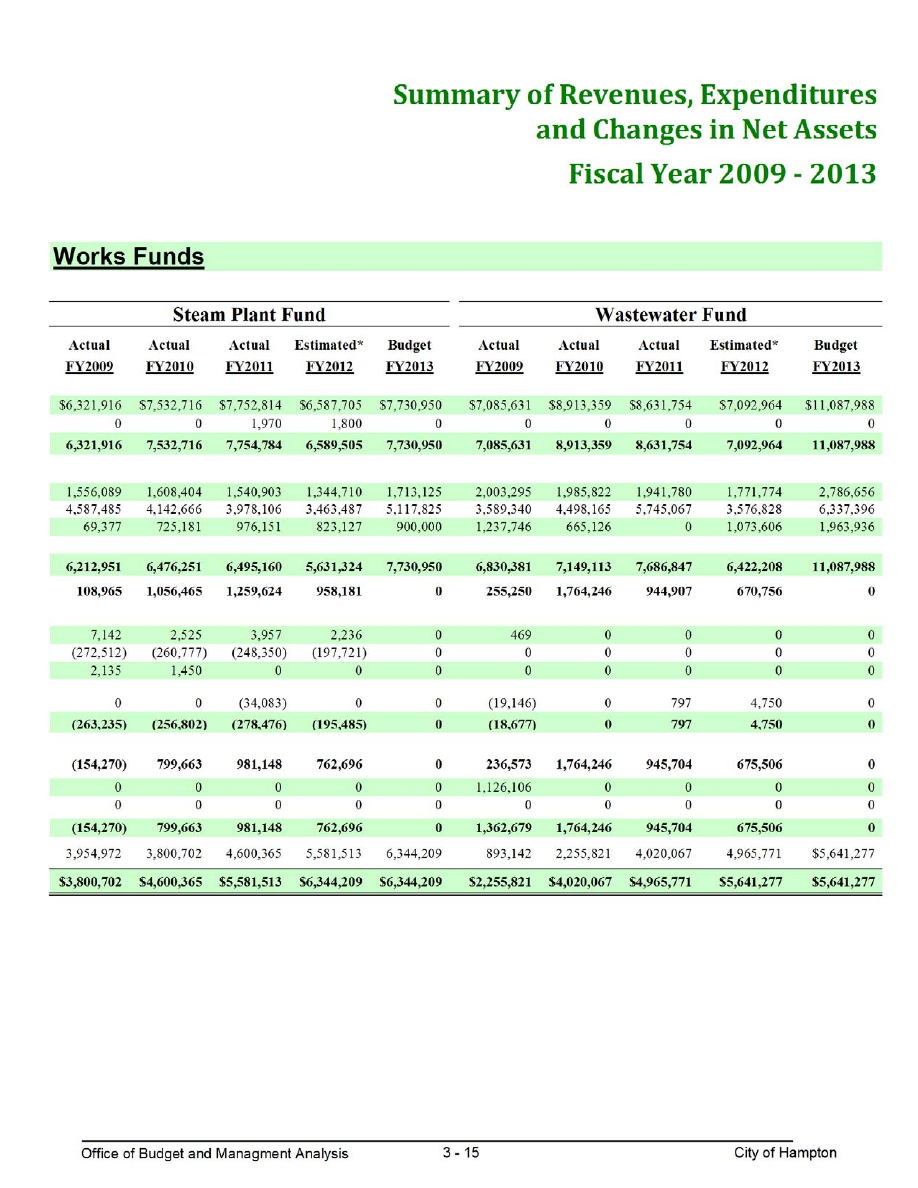 Summary of Revenues, Expenditures
and Changes in Net Assets
Fiscal Year 2009 - 2013
Works Funds
Steam Plant Fund Wastewater Fund
Actual Actual Actual Estimated* Budget Actual Actual Actual Estimated* Budget
FY2009 FY2010 FY2011 FY2012 FY2013 FY2009 FY2010 FY2011 FY2012 FY2013
$6,321,916 $7,532,716 $7,752,814 $6,587,705 $7,730,950 $7,085,631 $8,913,359 $8,631,754 $7,092,964 $11,087,988
0 0 1,970 1,800 0 0 0 0 0 0
6,321,916 7,532,716 7,754,784 6,589,505 7,730,950 7,085,631 8,913,359 8,631,754 7,092,964 11,087,988
1,556,089 1,608,404 1,540,903 1,344,710 1,713,125 2,003,295 1,985,822 1,941,780 1,771,774 2,786,656
4,587,485 4,142,666 3,978,106 3,463,487 5,117,825 3,589,340 4,498,165 5,745,067 3,576,828 6,337,396
69,377 725,181 976,151 823,127 900,000 1,237,746 665,126 0 1,073,606 1,963,936
6,212,951 6,476,251 6,495,160 5,631,324 7,730,950 6,830,381 7,149,113 7,686,847 6,422,208 11,087,988
108,965 1,056,465 1,259,624 958,181 0 255,250 1,764,246 944,907 670,756 0
7,142 2,525 3,957 2,236 0 469 0 0 0 0
(272,512) (260,777) (248,350) (197,721) 0 0 0 0 0 0
2,135 1,450 0 0 0 0 0 0 0 0
0 0 (34,083) 0 0 (19,146) 0 797 4,750 0
(263,235) (256,802) (278,476) (195,485) 0 (18,677) 0 797 4,750 0
(154,270) 799,663 981,148 762,696 0 236,573 1,764,246 945,704 675,506 0
0 0 0 0 0 1,126,106 0 0 0 0
0 0 0 0 0 0 0 0 0 0
(154,270) 799,663 981,148 762,696 0 1,362,679 1,764,246 945,704 675,506 0
3,954,972 3,800,702 4,600,365 5,581,513 6,344,209 893,142 2,255,821 4,020,067 4,965,771 $5,641,277
$3,800,702 $4,600,365 $5,581,513 $6,344,209 $6,344,209 $2,255,821 $4,020,067 $4,965,771 $5,641,277 $5,641,277
Office of Budget and Managment Analysis 3 - 15 City of Hampton